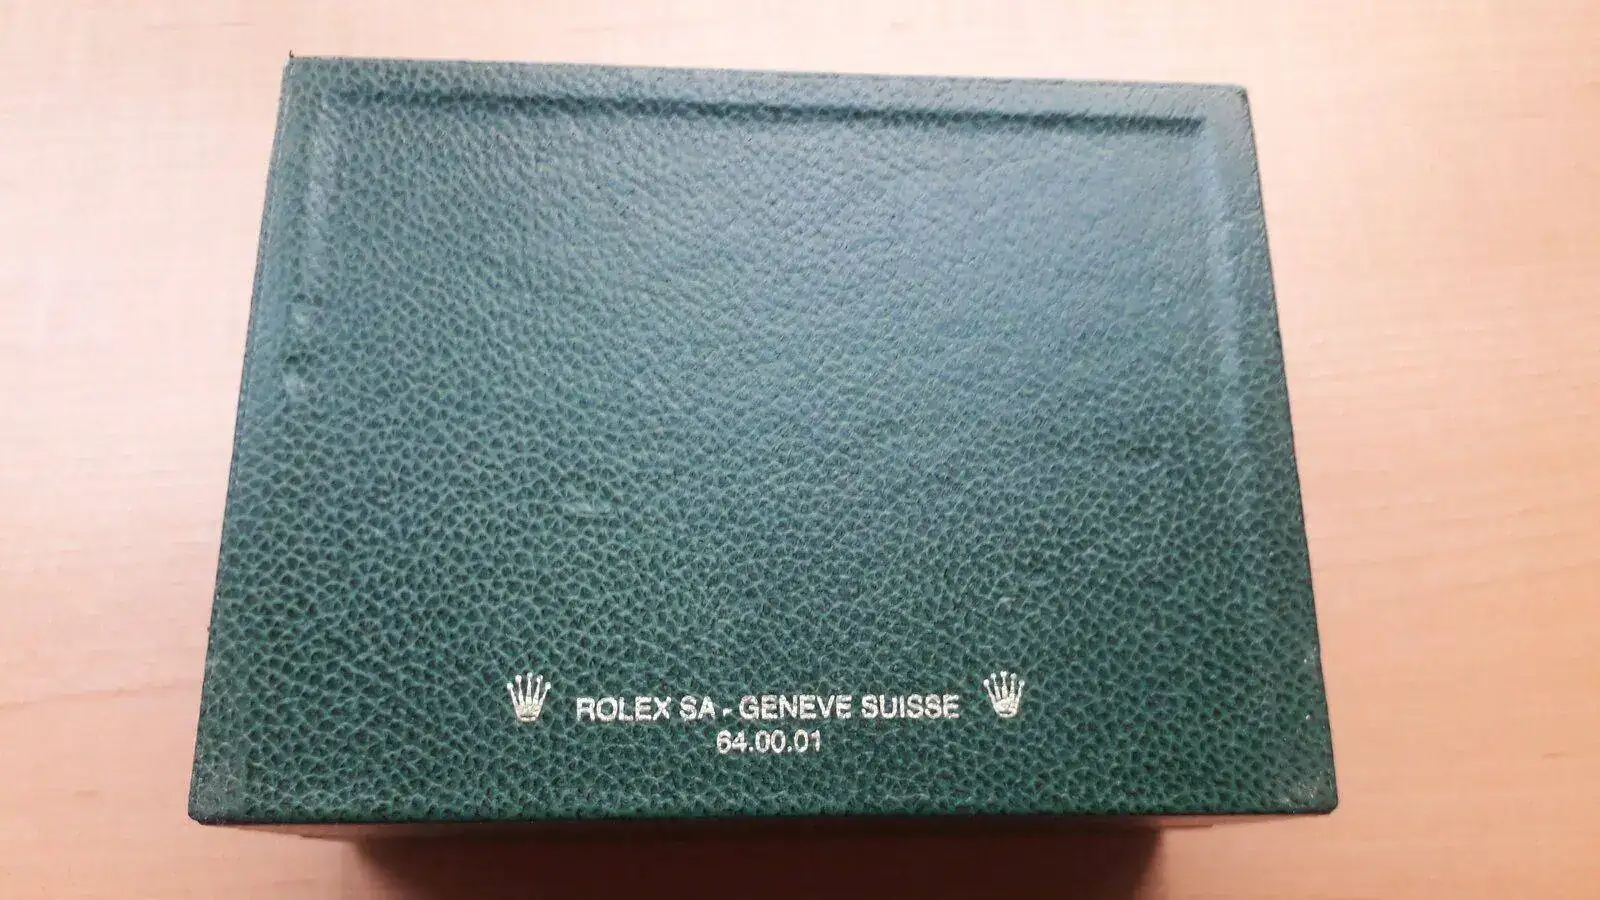 ROLEX SA - GENEVE SUISSE
64.00.01